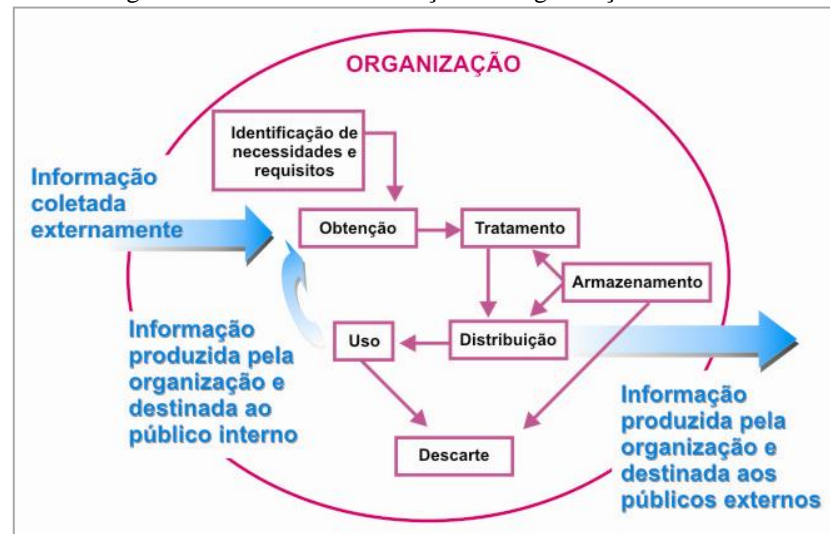 ORGANIZAÇÃO
Identificação de
necessidades e
requisitos
Informação
coletada
externamente
Obtenção
Tratamento
Armazenamento
Informação
produzida pela
organização e
destinada ao
público interno
Uso
Distribuição
Descarte
Informação
produzida pela
organização e
destinada aos
públicos externos